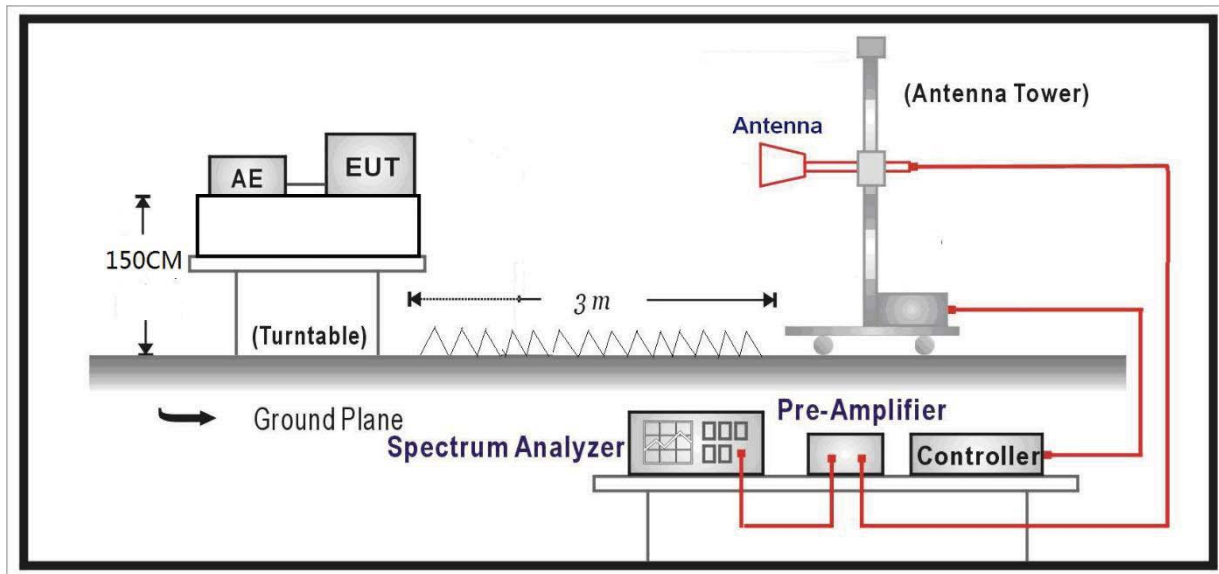 (Antenna Tower)
Antenna
AE
EUT
150CM
3 m
(Turntable)
Ground Plane
Pre-Amplifier
Spectrum Analyzer
Controller